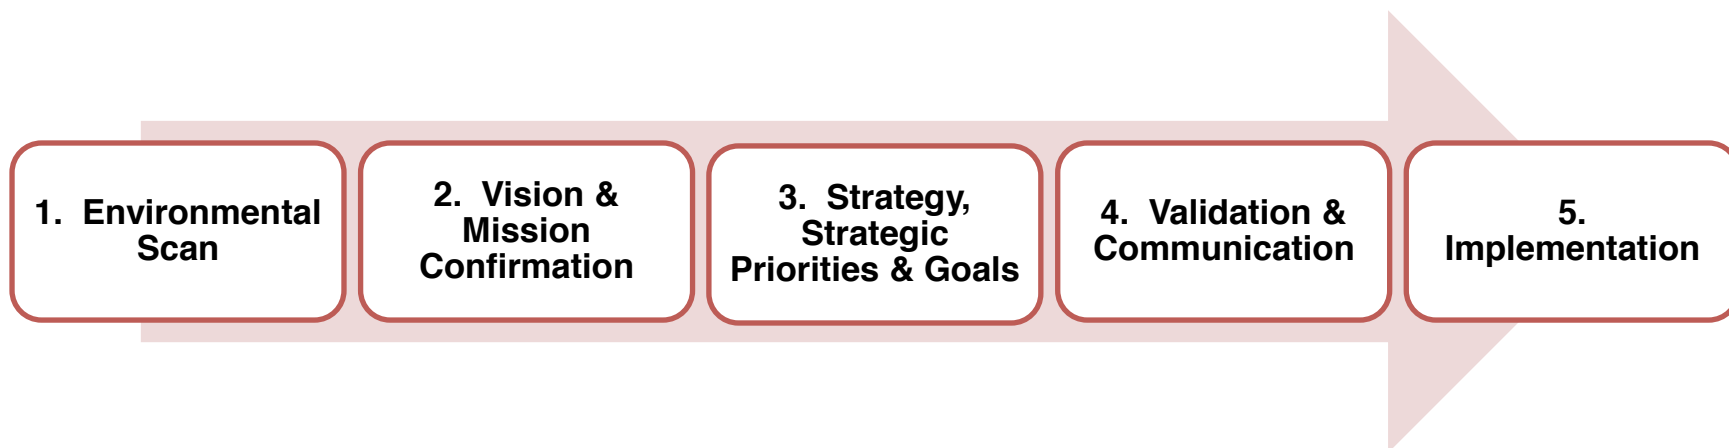 1.  Environmental
Scan
2.  Vision &
Mission
Confirmation
3.  Strategy,
Strategic
Priorities & Goals
4.  Validation &
Communication
5.
Implementation